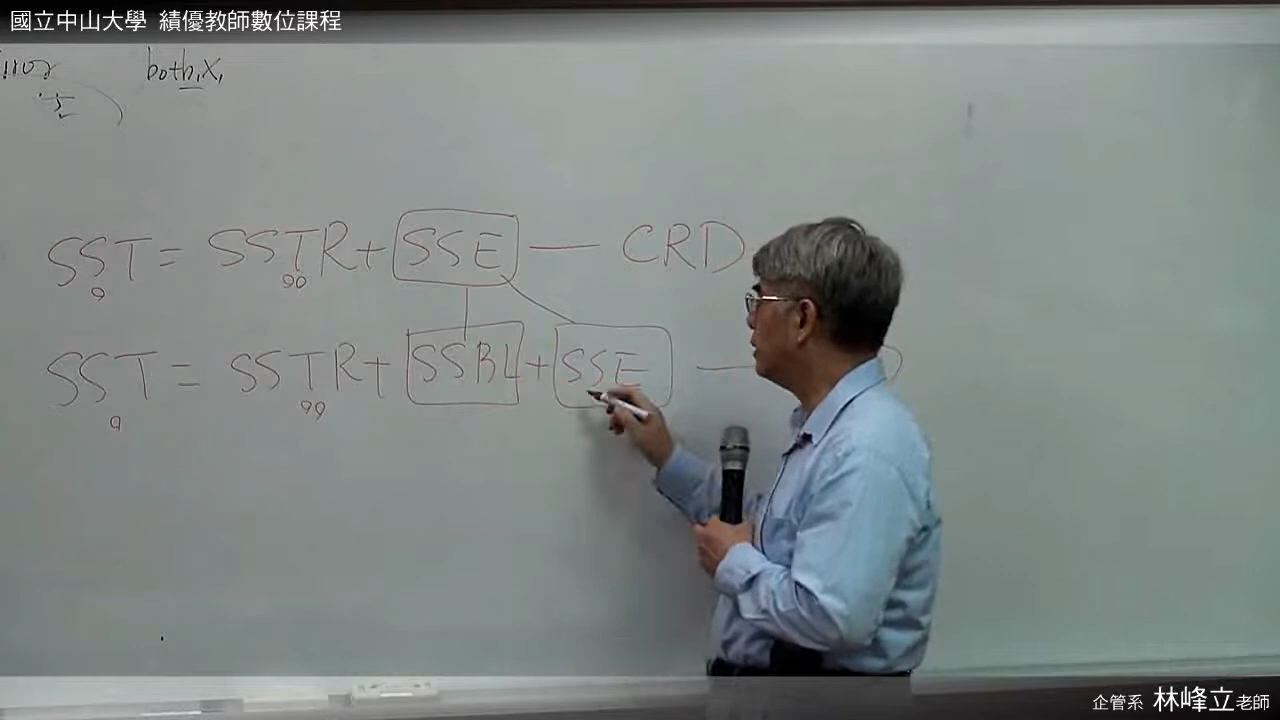 國立中山大學 績優教師數位課程
both, X,
SST = SSTR + SSE — CRD
SST = SSTR + SSBL + SSE —
企管系 林峰立老師